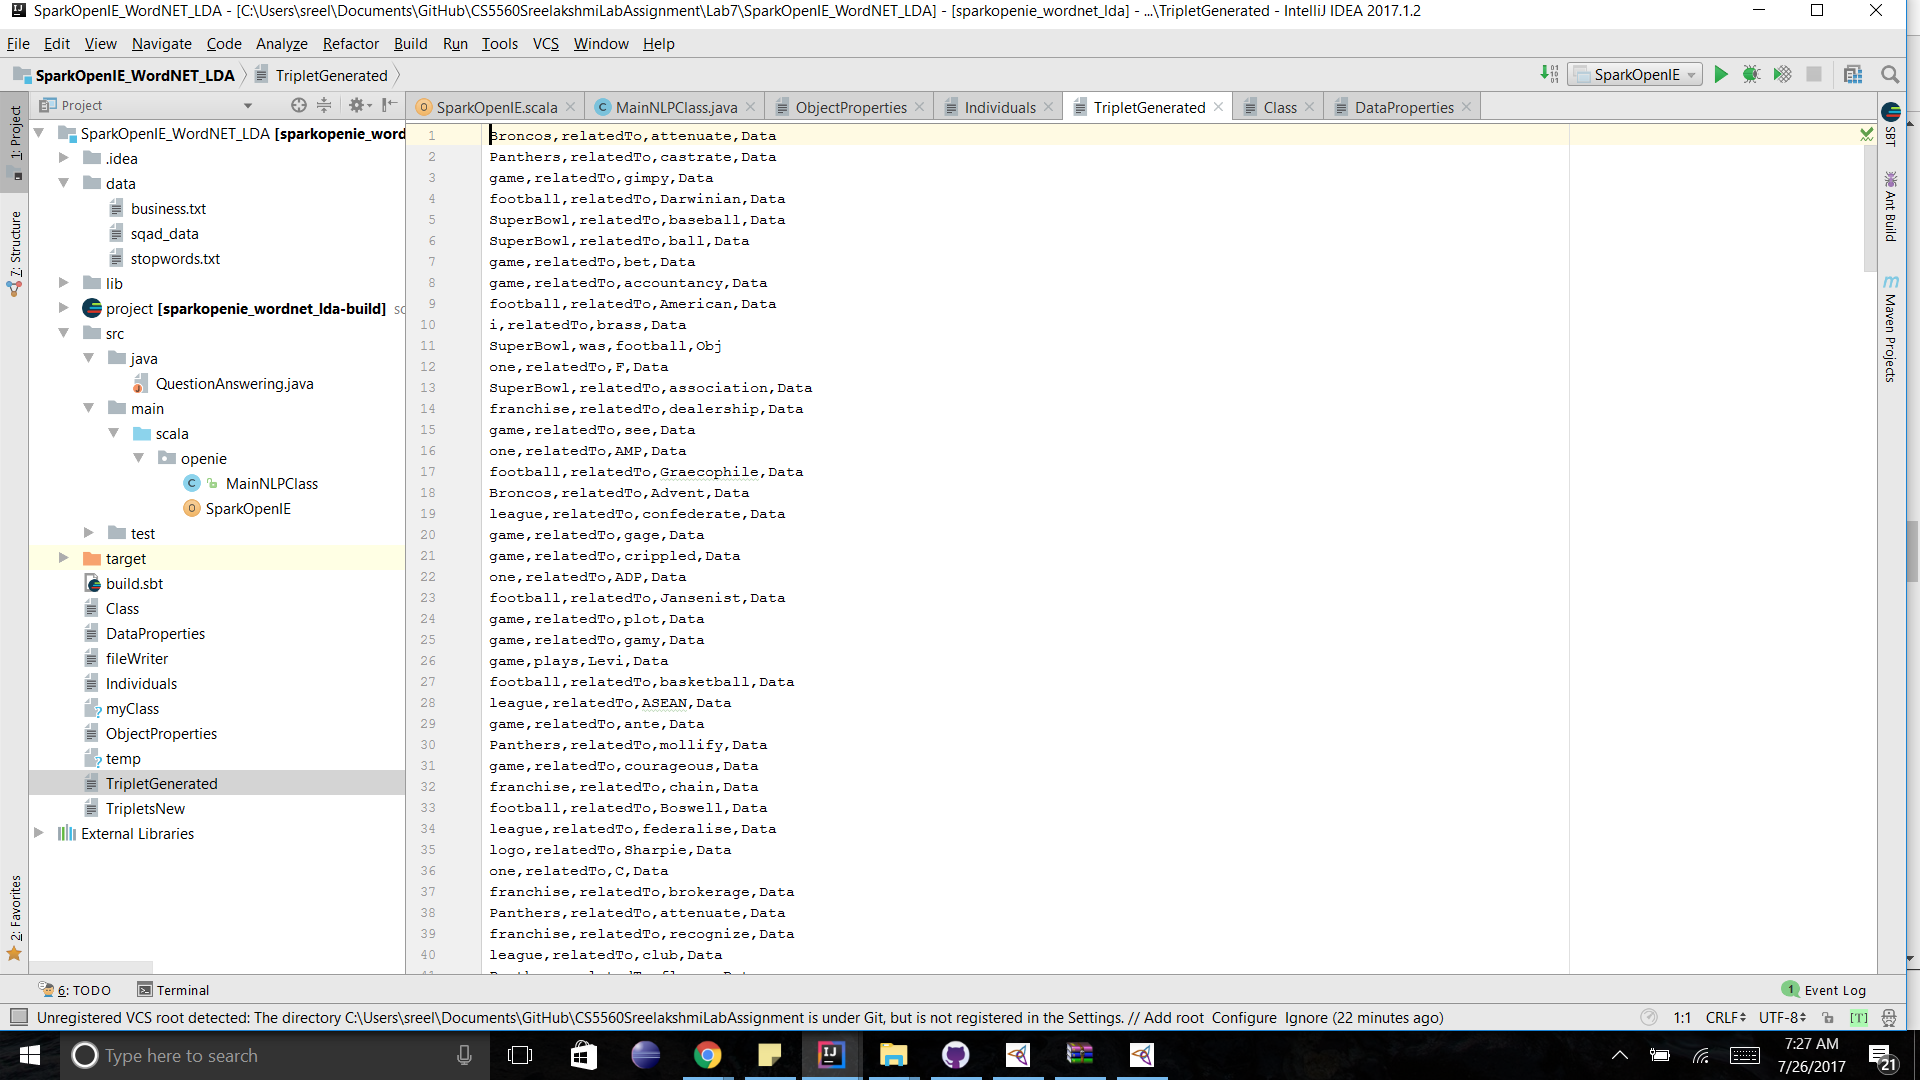 SparkOpenIE_WordNET_LDA - [C:\Users\sreel\Documents\GitHub\CS5560SreelakshmiLabAssignment\Lab7\SparkOpenIE_WordNET_LDA] - [sparkopenie_wordnet_lda] - ...\TripletGenerated - IntelliJ IDEA 2017.1.2
File Edit View Navigate Code Analyze Refactor Build Run Tools VCS Window Help
SparkOpenIE_WordNET_LDA TripletGenerated SparkOpenIE
Project SparkOpenIE.scala MainNLPClass.java ObjectProperties Individuals TripletGenerated Class DataProperties
1: Project
7: Structure
2: Favorites
SparkOpenIE_WordNET_LDA [sparkopenie_word
.idea
data
business.txt
sqad_data
stopwords.txt
lib
project [sparkopenie_wordnet_lda-build] sc
src
java
QuestionAnswering.java
main
scala
openie
MainNLPClass
SparkOpenIE
test
target
build.sbt
Class
DataProperties
fileWriter
Individuals
myClass
ObjectProperties
temp
TripletGenerated
TripletsNew
External Libraries
1 Broncos,relatedTo,attenuate,Data
2 Panthers,relatedTo,castrate,Data
3 game,relatedTo,gimpy,Data
4 football,relatedTo,Darwinian,Data
5 SuperBowl,relatedTo,baseball,Data
6 SuperBowl,relatedTo,ball,Data
7 game,relatedTo,bet,Data
8 game,relatedTo,accountancy,Data
9 football,relatedTo,American,Data
10 i,relatedTo,brass,Data
11 SuperBowl,was,football,Obj
12 one,relatedTo,F,Data
13 SuperBowl,relatedTo,association,Data
14 franchise,relatedTo,dealership,Data
15 game,relatedTo,see,Data
16 one,relatedTo,AMP,Data
17 football,relatedTo,Graecophile,Data
18 Broncos,relatedTo,Advent,Data
19 league,relatedTo,confederate,Data
20 game,relatedTo,gage,Data
21 game,relatedTo,crippled,Data
22 one,relatedTo,ADP,Data
23 football,relatedTo,Jansenist,Data
24 game,relatedTo,plot,Data
25 game,relatedTo,gamy,Data
26 game,plays,Levi,Data
27 football,relatedTo,basketball,Data
28 league,relatedTo,ASEAN,Data
29 game,relatedTo,ante,Data
30 Panthers,relatedTo,mollify,Data
31 game,relatedTo,courageous,Data
32 franchise,relatedTo,chain,Data
33 football,relatedTo,Boswell,Data
34 league,relatedTo,federalise,Data
35 logo,relatedTo,Sharpie,Data
36 one,relatedTo,C,Data
37 franchise,relatedTo,brokerage,Data
38 Panthers,relatedTo,attenuate,Data
39 franchise,relatedTo,recognize,Data
40 league,relatedTo,club,Data
SBT
Ant Build
Maven Projects
6: TODO Terminal 1 Event Log
Unregistered VCS root detected: The directory C:\Users\sreel\Documents\GitHub\CS5560SreelakshmiLabAssignment is under Git, but is not registered in the Settings. // Add root Configure Ignore (22 minutes ago) 1:1 CRLF UTF-8 [T]
Type here to search
7:27 AM
7/26/2017
21